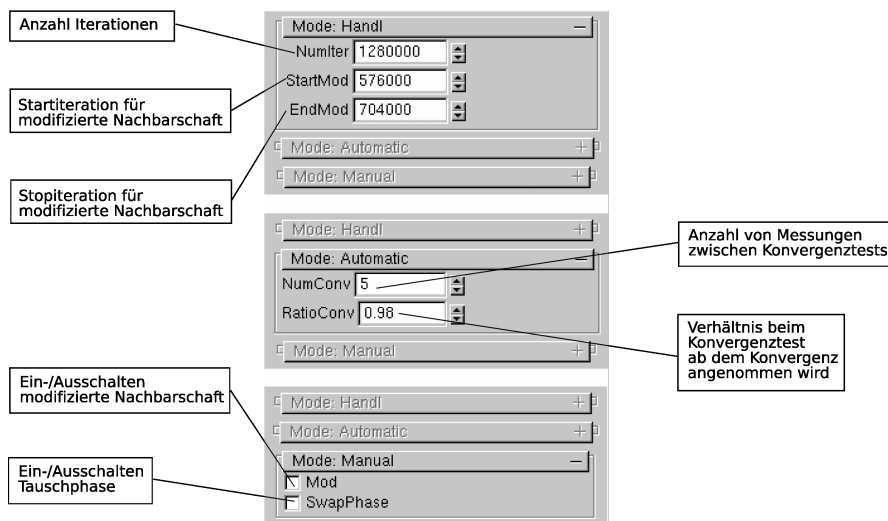 Anzahl Iterationen
Mode: Handl
NumIter 1280000
StartMod 576000
EndMod 704000
Startiteration für
modifizierte Nachbarschaft
Mode: Automatic
Mode: Manual
Stopiteration für
modifizierte Nachbarschaft
Mode: Handl
Mode: Automatic
NumConv 5
RatioConv 0.98
Mode: Manual
Anzahl von Messungen
zwischen Konvergenztests
Verhältnis beim
Konvergenztest
ab dem Konvergenz
angenommen wird
Ein-/Ausschalten
modifizierte Nachbarschaft
Mode: Handl
Mode: Automatic
Mode: Manual
Mod
SwapPhase
Ein-/Ausschalten
Tauschphase